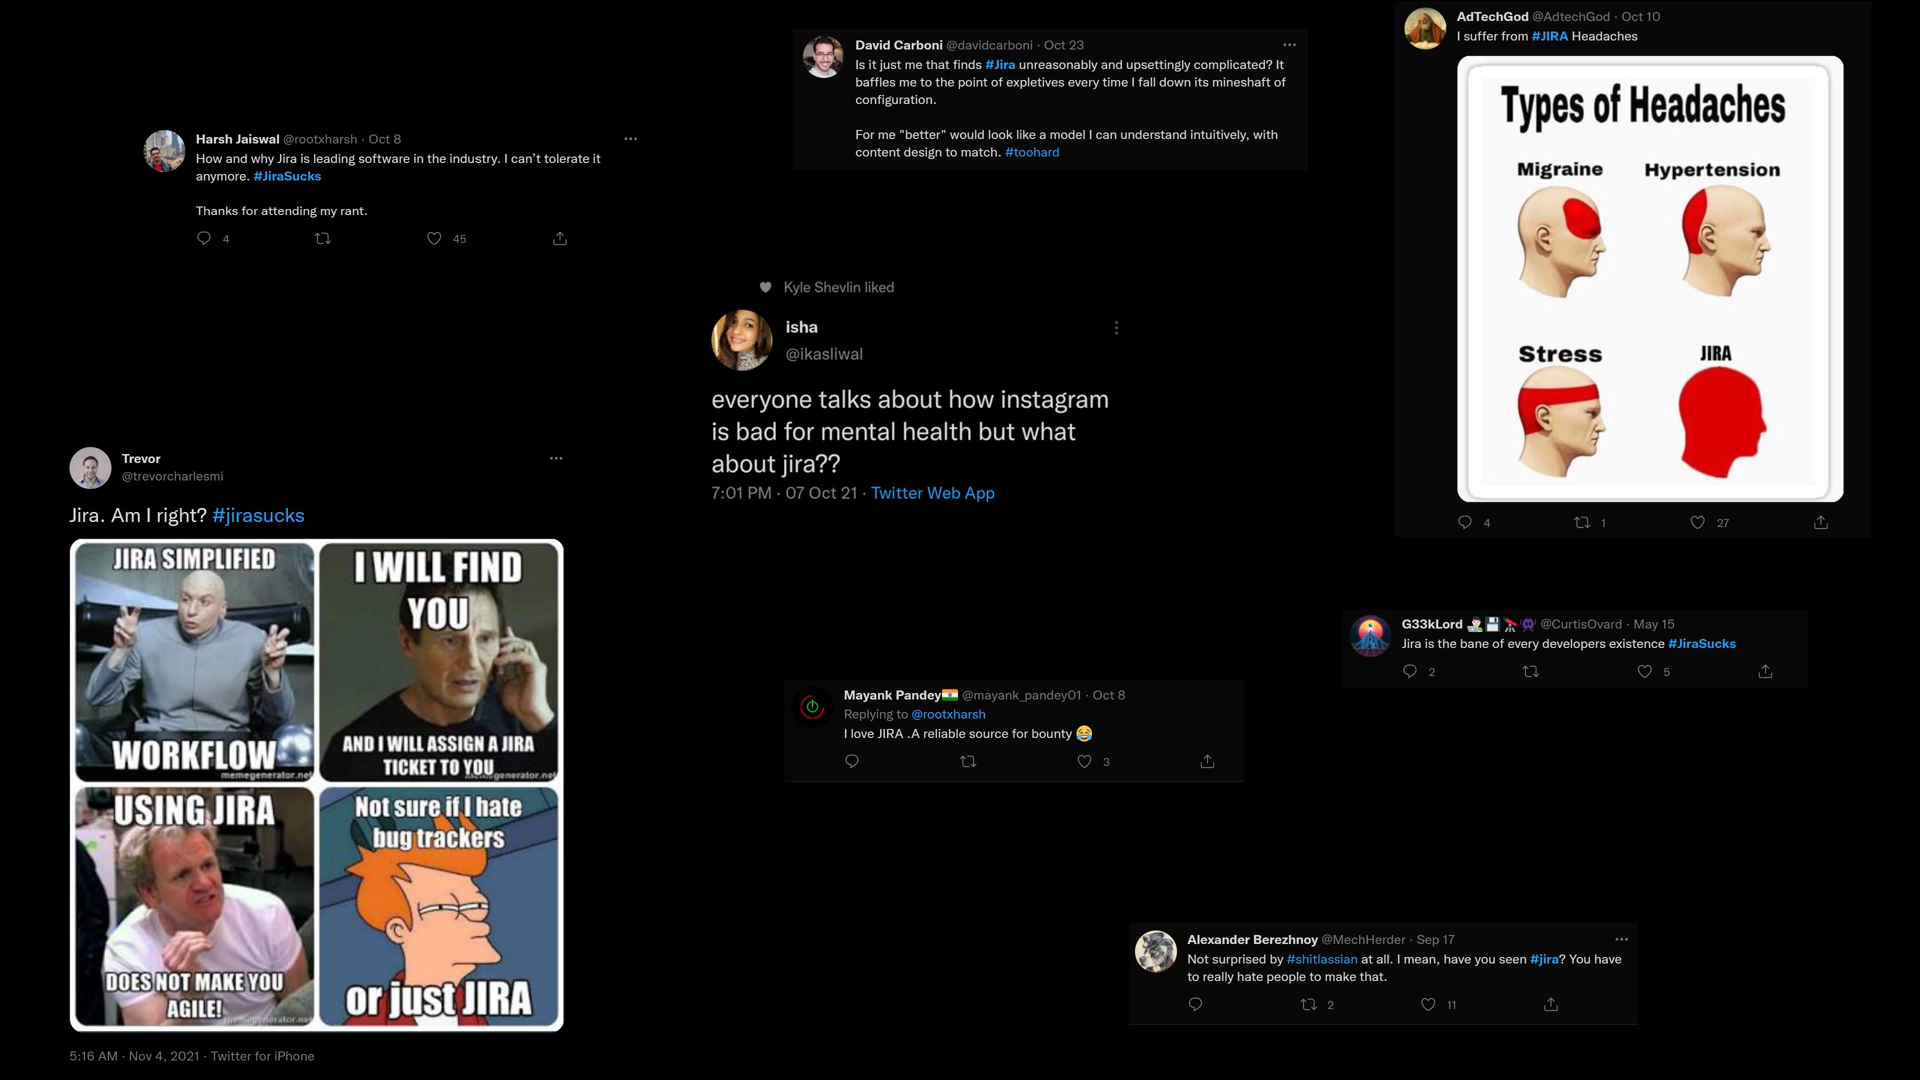 Harsh Jaiswal @rootxharsh · Oct 8
How and why Jira is leading software in the industry. I can't tolerate it
anymore. #JiraSucks
Thanks for attending my rant.
4 45
David Carboni @davidcarboni · Oct 23
Is it just me that finds #Jira unreasonably and upsettingly complicated? It
baffles me to the point of expletives every time I fall down its mineshaft of
configuration.
For me "better" would look like a model I can understand intuitively, with
content design to match. #toohard
AdTechGod @AdtechGod · Oct 10
I suffer from #JIRA Headaches
Types of Headaches
Migraine Hypertension
Stress JIRA
4 1 27
Kyle Shevlin liked
isha
@ikasliwal
everyone talks about how instagram
is bad for mental health but what
about jira??
7:01 PM · 07 Oct 21 · Twitter Web App
Trevor
@trevorcharlesmi
Jira. Am I right? #jirasucks
JIRA SIMPLIFIED
WORKFLOW
memegenerator.net
I WILL FIND
YOU
AND I WILL ASSIGN A JIRA
TICKET TO YOU
memegenerator.net
USING JIRA
DOES NOT MAKE YOU
AGILE!
memegenerator.net
Not sure if I hate
bug trackers
or just JIRA
5:16 AM · Nov 4, 2021 · Twitter for iPhone
G33kLord 👨🏻‍💻💾🔭👾 @CurtisOvard · May 15
Jira is the bane of every developers existence #JiraSucks
2 5
Mayank Pandey🇮🇳 @mayank_pandey01 · Oct 8
Replying to @rootxharsh
I love JIRA .A reliable source for bounty 😂
3
Alexander Berezhnoy @MechHerder · Sep 17
Not surprised by #shitlassian at all. I mean, have you seen #jira? You have
to really hate people to make that.
2 11